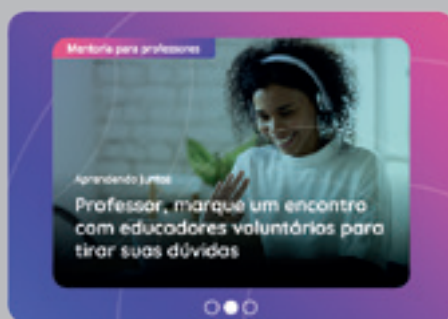 Mentoria para professores
Aprendendo juntos
Professor, marque um encontro
com educadores voluntários para
tirar suas dúvidas